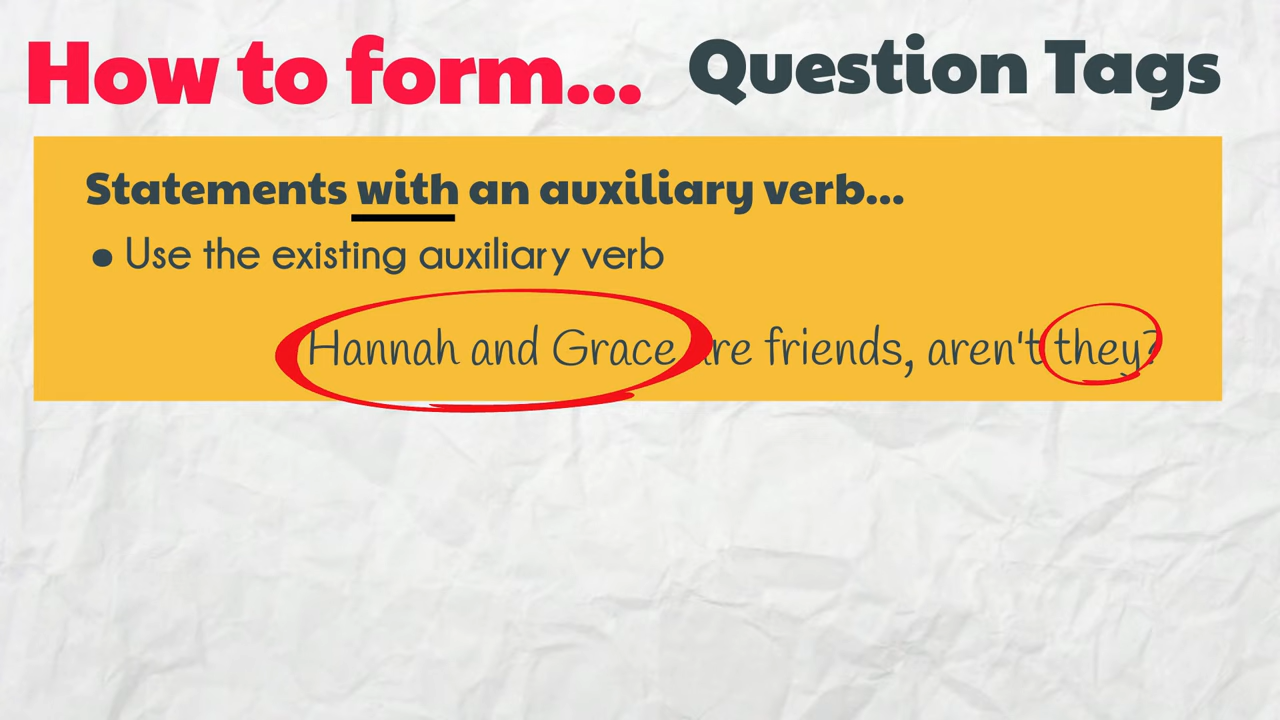 How to form... Question Tags
Statements with an auxiliary verb...
• Use the existing auxiliary verb
Hannah and Grace are friends, aren't they?